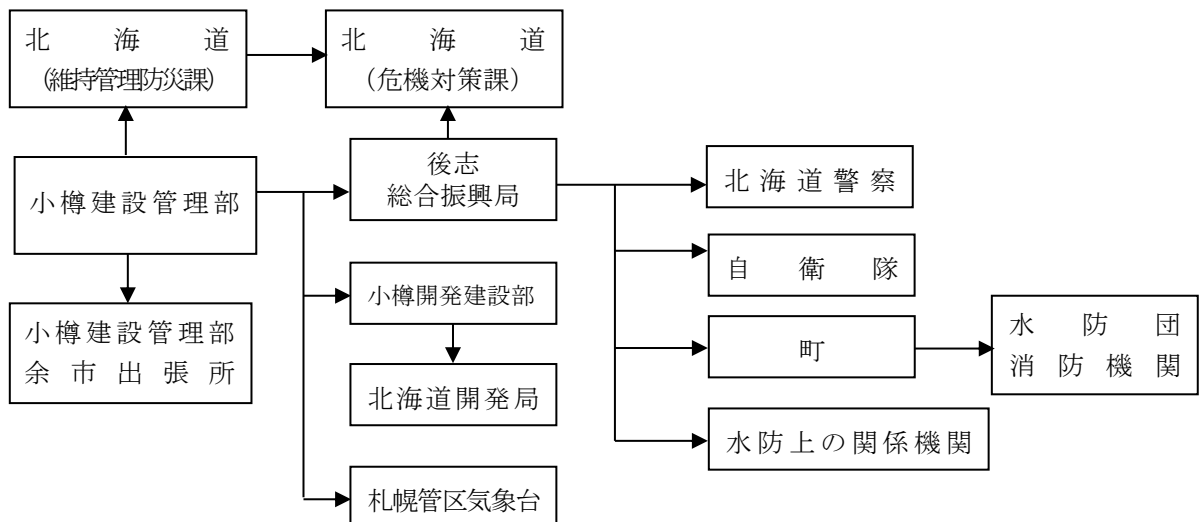 北海道
(維持管理防災課)
北海道
(危機対策課)
小樽建設管理部
後志
総合振興局
北海道警察
自衛隊
小樽開発建設部
小樽建設管理部
余市出張所
町
水防団
消防機関
北海道開発局
水防上の関係機関
札幌管区気象台